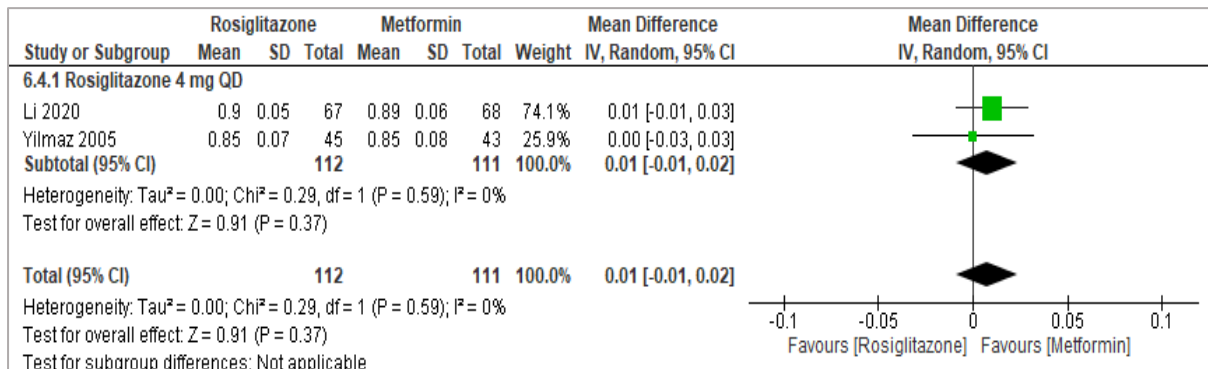 Rosiglitazone Metformin Mean Difference Mean Difference
Study or Subgroup Mean SD Total Mean SD Total Weight IV, Random, 95% CI IV, Random, 95% CI
6.4.1 Rosiglitazone 4 mg QD
Li 2020 0.9 0.05 67 0.89 0.06 68 74.1% 0.01 [-0.01, 0.03]
Yilmaz 2005 0.85 0.07 45 0.85 0.08 43 25.9% 0.00 [-0.03, 0.03]
Subtotal (95% CI) 112 111 100.0% 0.01 [-0.01, 0.02]
Heterogeneity: Tau² = 0.00; Chi² = 0.29, df = 1 (P = 0.59); I² = 0%
Test for overall effect: Z = 0.91 (P = 0.37)
Total (95% CI) 112 111 100.0% 0.01 [-0.01, 0.02]
Heterogeneity: Tau² = 0.00; Chi² = 0.29, df = 1 (P = 0.59); I² = 0%
Test for overall effect: Z = 0.91 (P = 0.37)
Test for subgroup differences: Not applicable
-0.1 -0.05 0 0.05 0.1
Favours [Rosiglitazone] Favours [Metformin]